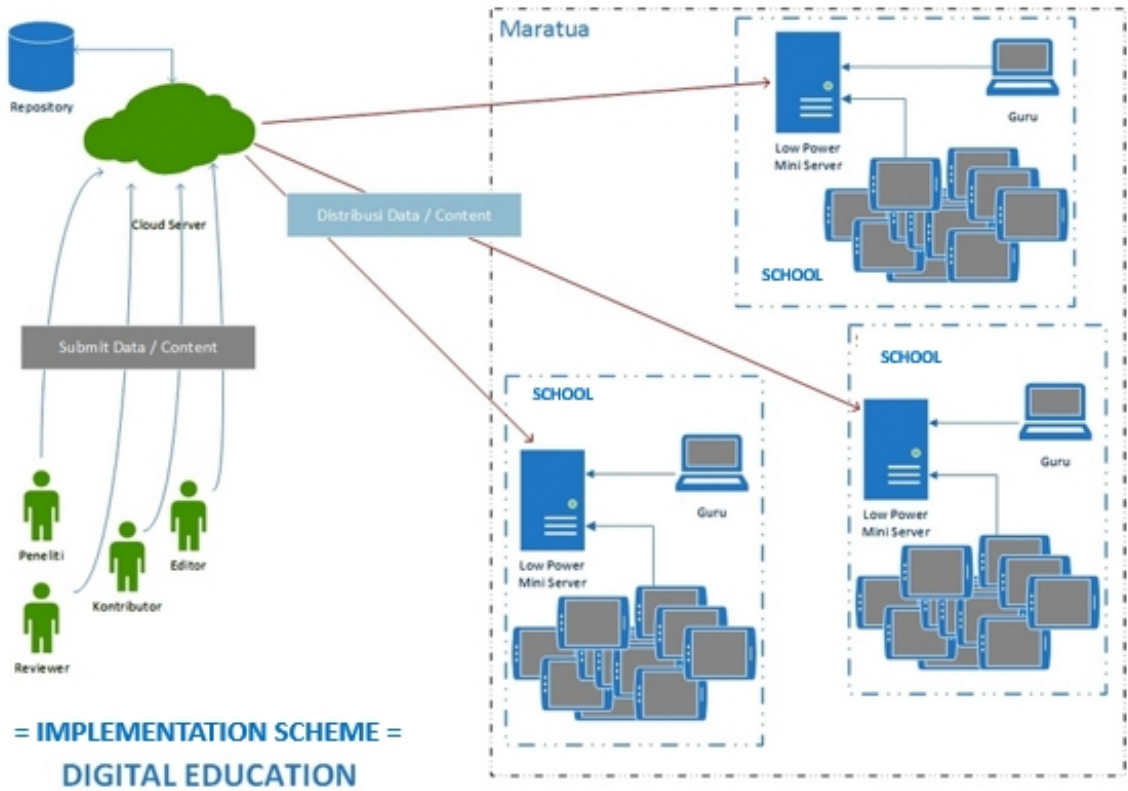 Repository
Cloud Server
Submit Data / Content
Peneliti
Editor
Kontributor
Reviewer
= IMPLEMENTATION SCHEME =
DIGITAL EDUCATION
Distribusi Data / Content
Maratua
Guru
Low Power
Mini Server
SCHOOL
SCHOOL
Guru
Low Power
Mini Server
SCHOOL
Guru
Low Power
Mini Server